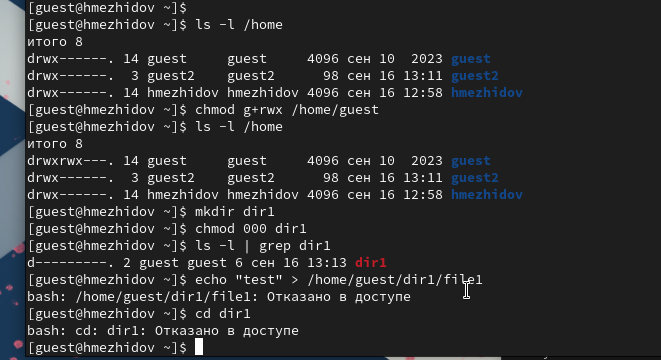 [guest@hmezhidov ~]$
[guest@hmezhidov ~]$ ls -l /home
итого 8
drwx------. 14 guest     guest     4096 сен 10  2023 guest
drwx------.  3 guest2    guest2      98 сен 16 13:11 guest2
drwx------. 14 hmezhidov hmezhidov 4096 сен 16 12:58 hmezhidov
[guest@hmezhidov ~]$ chmod g+rwx /home/guest
[guest@hmezhidov ~]$ ls -l /home
итого 8
drwxrwx---. 14 guest     guest     4096 сен 10  2023 guest
drwx------.  3 guest2    guest2      98 сен 16 13:11 guest2
drwx------. 14 hmezhidov hmezhidov 4096 сен 16 12:58 hmezhidov
[guest@hmezhidov ~]$ mkdir dir1
[guest@hmezhidov ~]$ chmod 000 dir1
[guest@hmezhidov ~]$ ls -l | grep dir1
d---------. 2 guest guest 6 сен 16 13:13 dir1
[guest@hmezhidov ~]$ echo "test" > /home/guest/dir1/file1
bash: /home/guest/dir1/file1: Отказано в доступе
[guest@hmezhidov ~]$ cd dir1
bash: cd: dir1: Отказано в доступе
[guest@hmezhidov ~]$